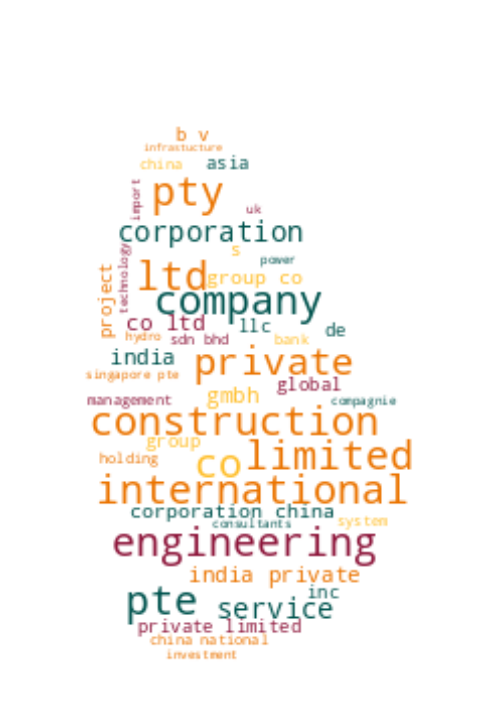 b v
infrastucture
china asia
import
pty
uk
corporation
s
technology
power
project
ltd group co
company
co ltd llc de
hydro sdn bhd bank
india private
singapore pte
global
management gmbh compagnie
construction
group limited
holding co
international
corporation china
consultants system
engineering
india private
pte service inc
private limited
china national
investment